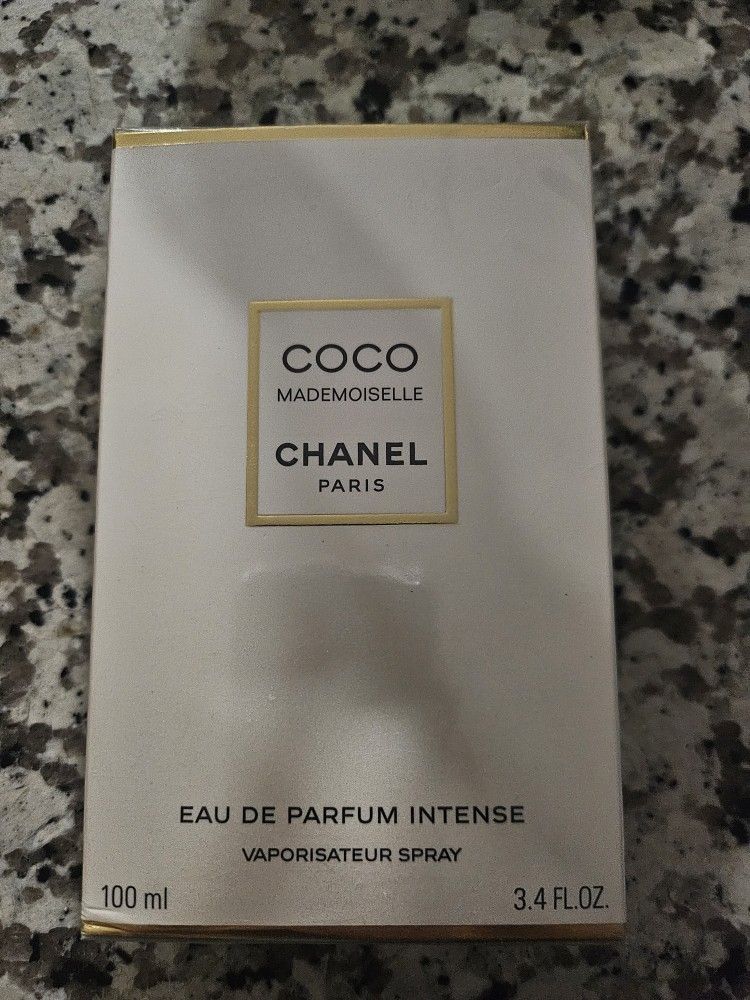 COCO
MADEMOISELLE
CHANEL
PARIS
EAU DE PARFUM INTENSE
VAPORISATEUR SPRAY
100 ml
3.4 FL.OZ.